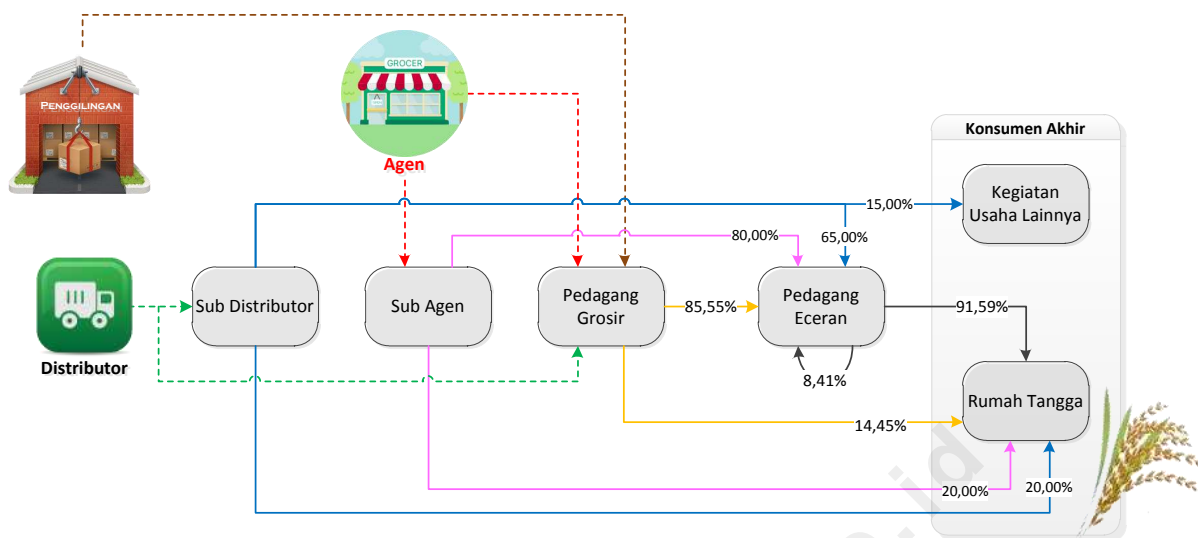 GROCER
PENGGILINGAN
Agen
Konsumen Akhir
Kegiatan
Usaha Lainnya
15,00%
80,00%
65,00%
Sub Distributor
Sub Agen
Pedagang
Grosir
85,55%
Pedagang
Eceran
91,59%
Distributor
8,41%
Rumah Tangga
14,45%
20,00%
20,00%
.id